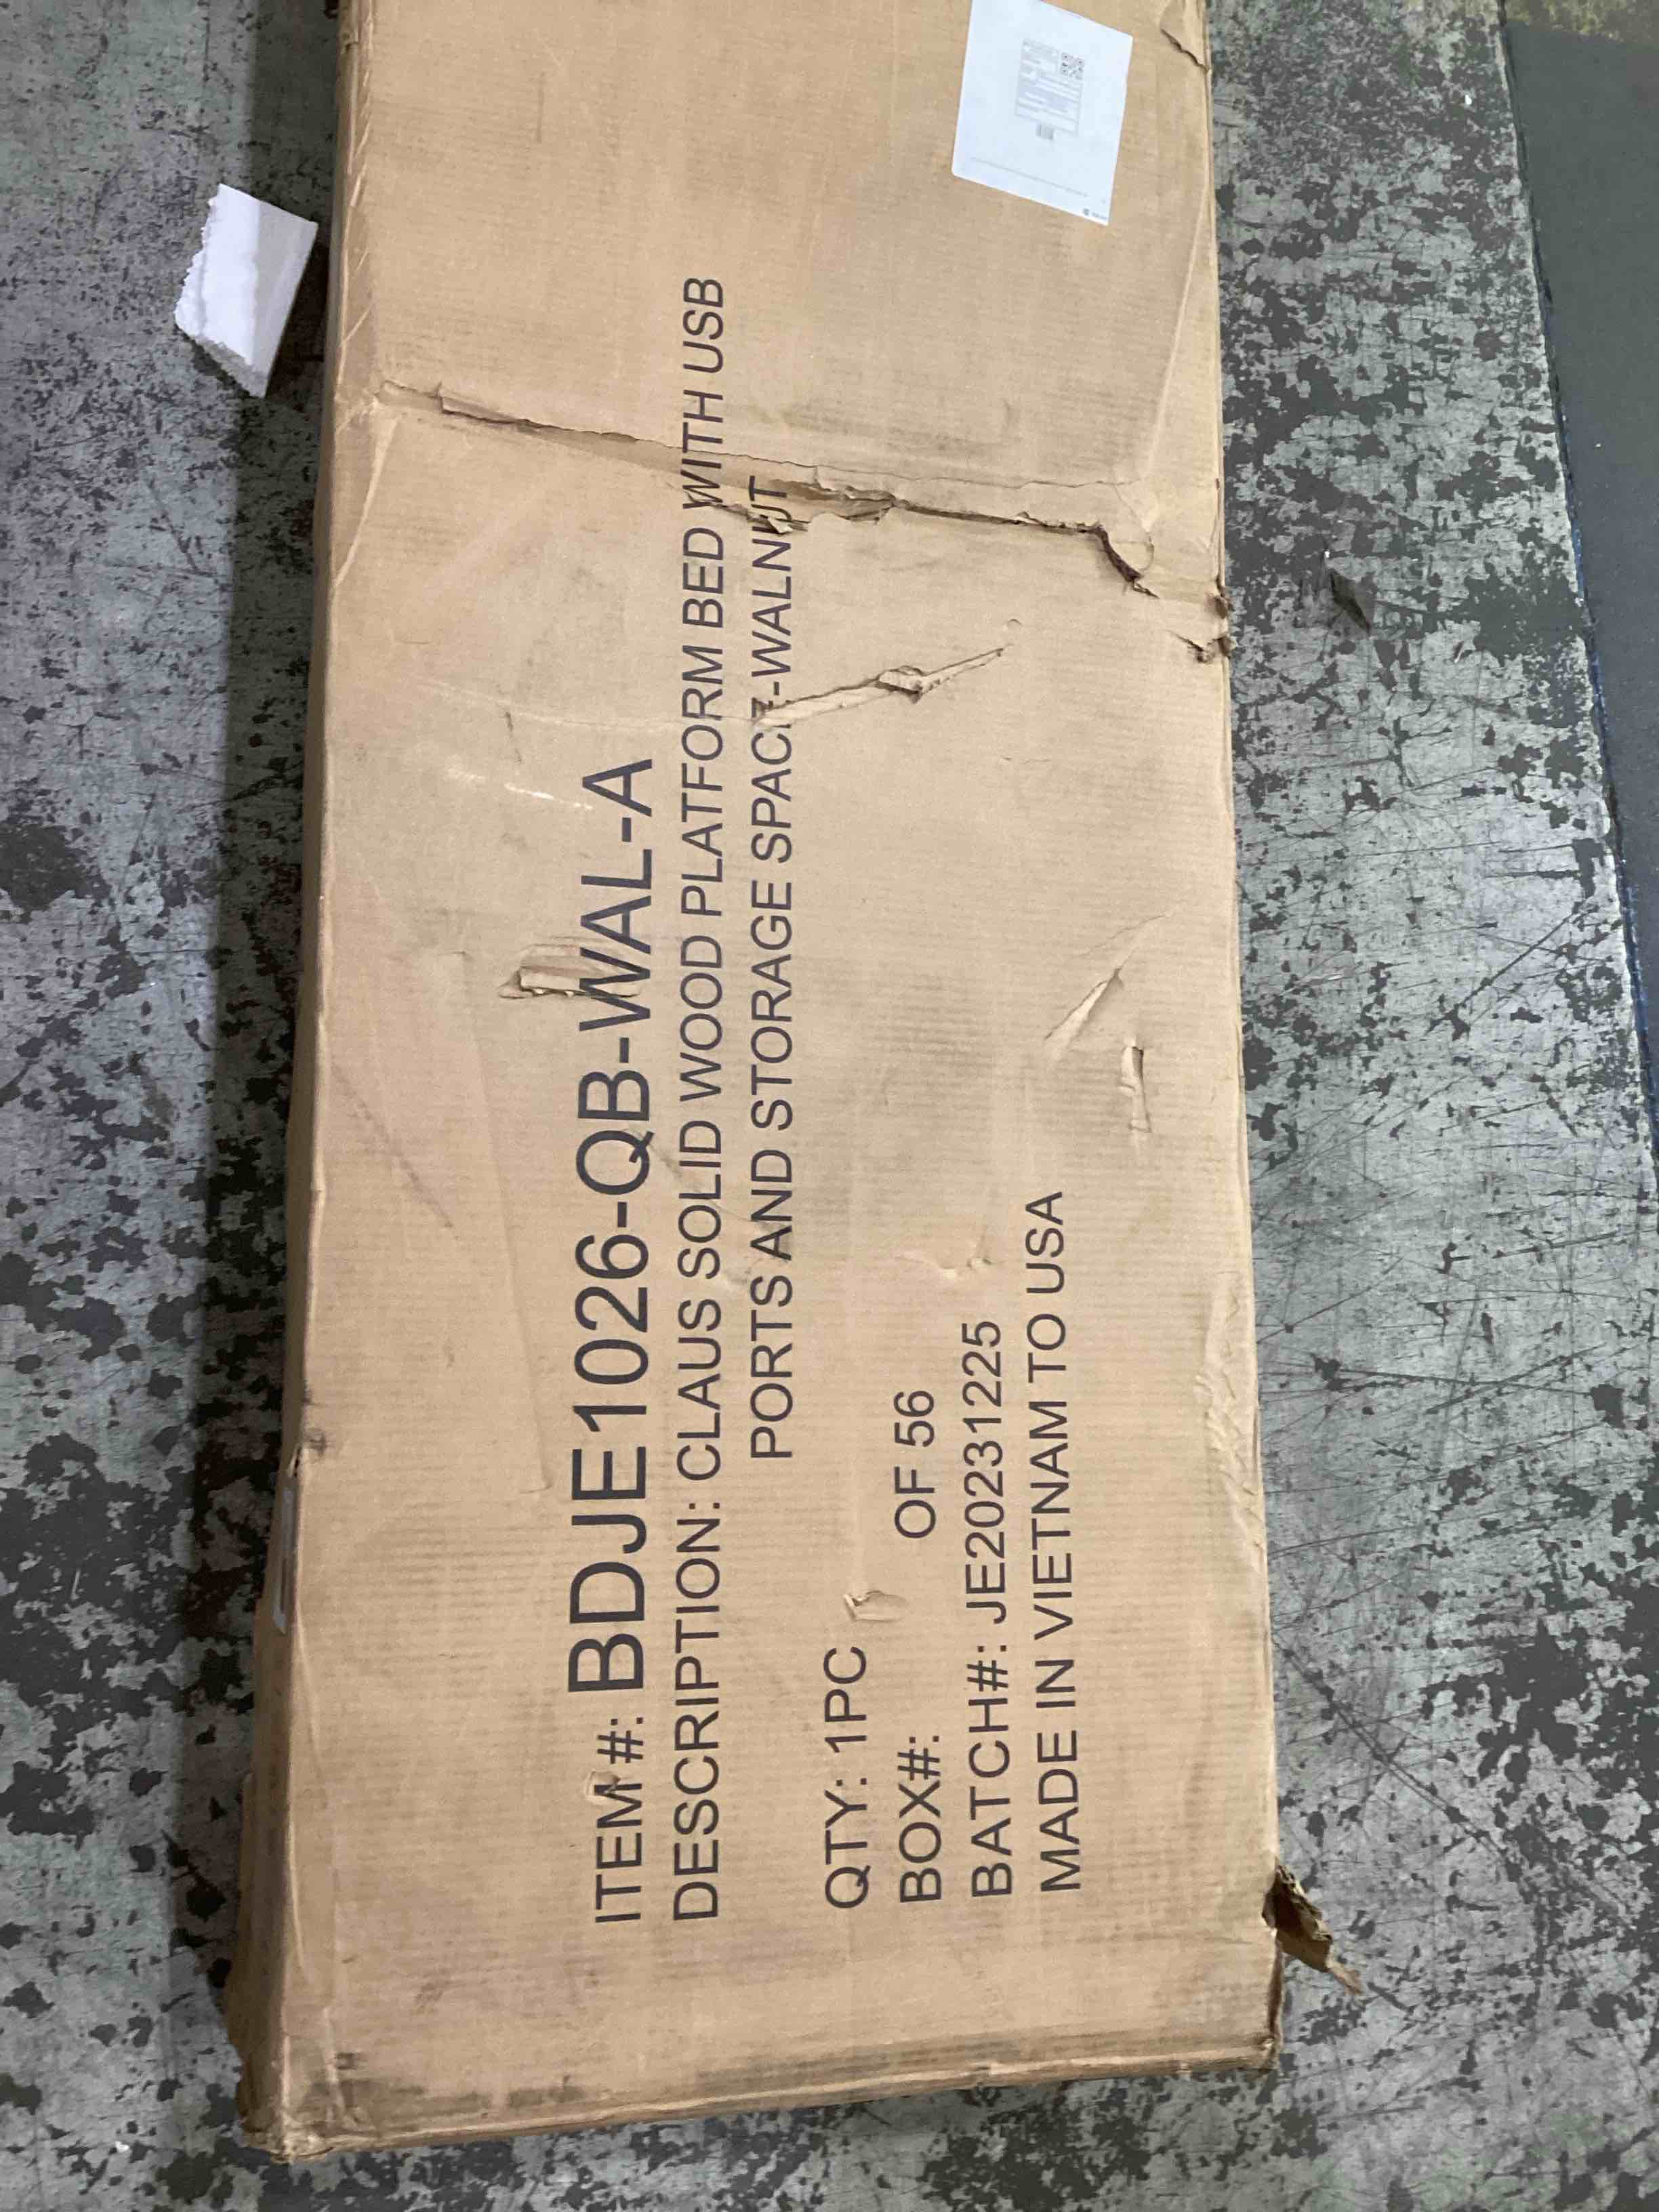 ITEM #: BDJE1026-QB-WAL-A
DESCRIPTION: CLAUS SOLID WOOD PLATFORM BED WITH USB
PORTS AND STORAGE SPACE-WALNUT
QTY: 1PC
BOX#: OF 56
BATCH#: JE20231225
MADE IN VIETNAM TO USA